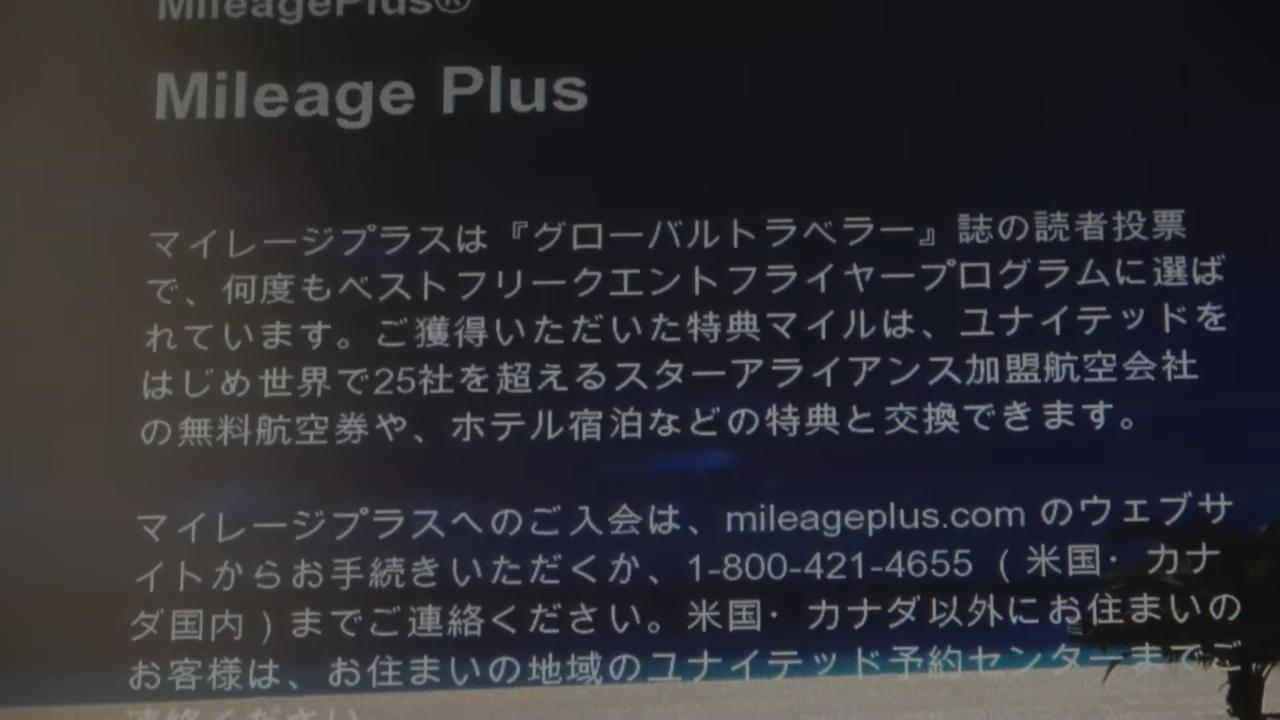 MileagePlus®
Mileage Plus
マイレージプラスは『グローバルトラベラー』誌の読者投票
で、何度もベストフリークエントフライヤープログラムに選ば
れています。ご獲得いただいた特典マイルは、ユナイテッドを
はじめ世界で25社を超えるスターアライアンス加盟航空会社
の無料航空券や、ホテル宿泊などの特典と交換できます。
マイレージプラスへのご入会は、mileageplus.com のウェブサ
イトからお手続きいただくか、1-800-421-4655 ( 米国· カナ
ダ国内 ) までご連絡ください。米国· カナダ以外にお住まいの
お客様は、お住まいの地域のユナイテッド予約センターまでご
連絡ください。